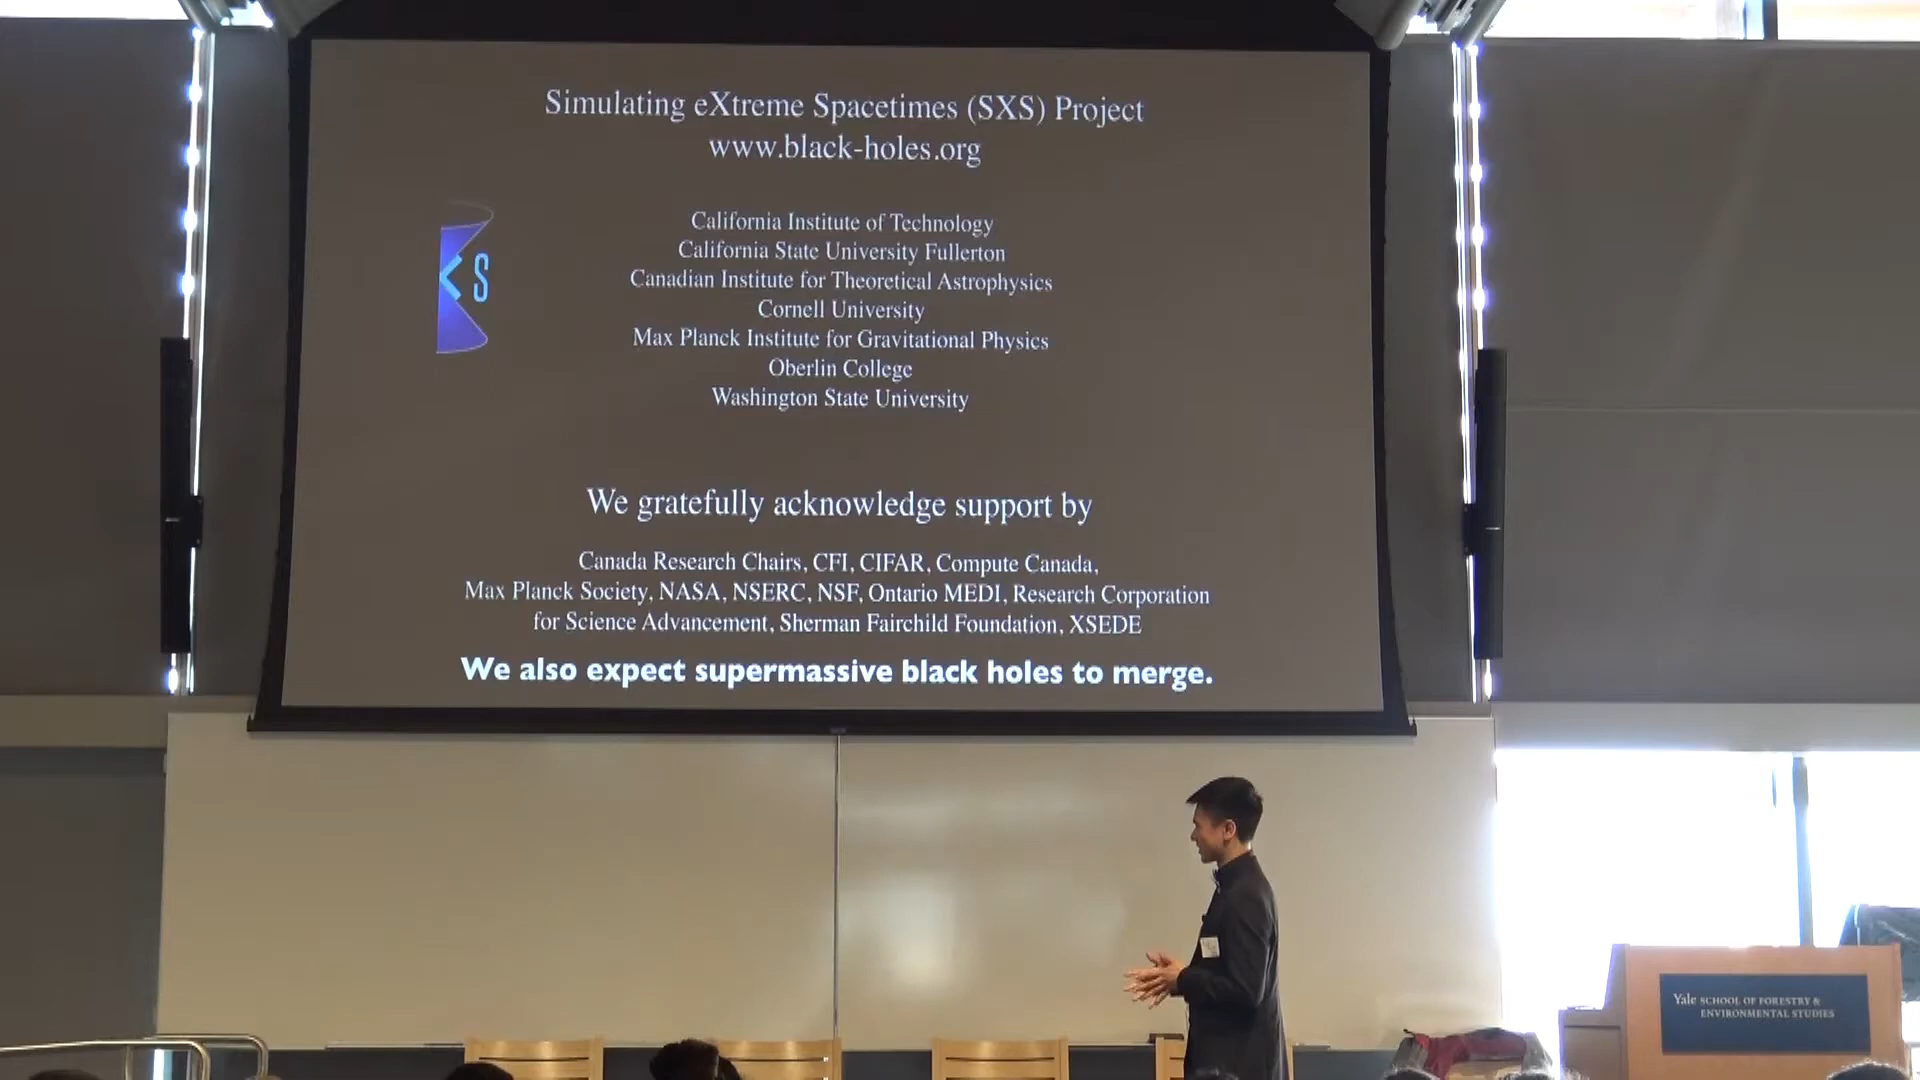 Simulating eXtreme Spacetimes (SXS) Project
www.black-holes.org
California Institute of Technology
California State University Fullerton
Canadian Institute for Theoretical Astrophysics
Cornell University
Max Planck Institute for Gravitational Physics
Oberlin College
Washington State University
S
We gratefully acknowledge support by
Canada Research Chairs, CFI, CIFAR, Compute Canada,
Max Planck Society, NASA, NSERC, NSF, Ontario MEDI, Research Corporation
for Science Advancement, Sherman Fairchild Foundation, XSEDE
We also expect supermassive black holes to merge.
Yale SCHOOL OF FORESTRY &
ENVIRONMENTAL STUDIES